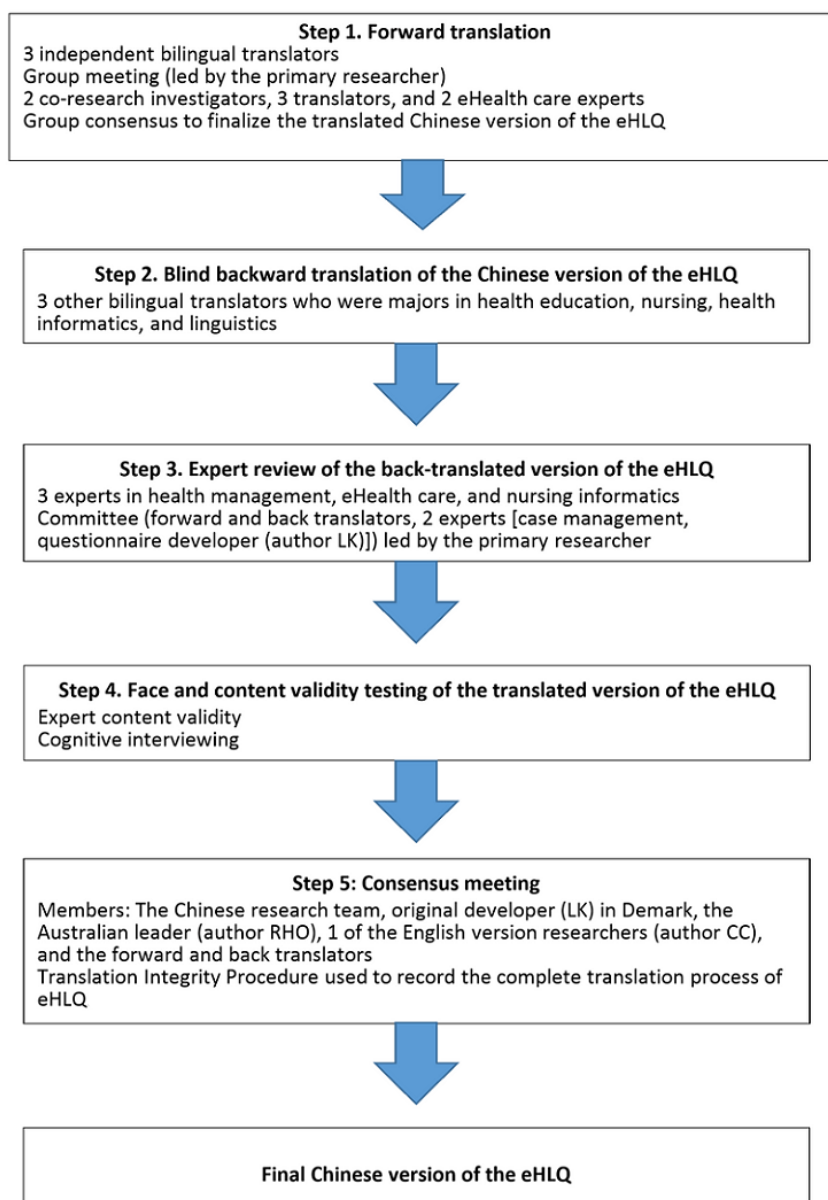 Step 1. Forward translation
3 independent bilingual translators
Group meeting (led by the primary researcher)
2 co-research investigators, 3 translators, and 2 eHealth care experts
Group consensus to finalize the translated Chinese version of the eHLQ
Step 2. Blind backward translation of the Chinese version of the eHLQ
3 other bilingual translators who were majors in health education, nursing, health
informatics, and linguistics
Step 3. Expert review of the back-translated version of the eHLQ
3 experts in health management, eHealth care, and nursing informatics
Committee (forward and back translators, 2 experts [case management,
questionnaire developer (author LK)]) led by the primary researcher
Step 4. Face and content validity testing of the translated version of the eHLQ
Expert content validity
Cognitive interviewing
Step 5: Consensus meeting
Members: The Chinese research team, original developer (LK) in Demark, the
Australian leader (author RHO), 1 of the English version researchers (author CC),
and the forward and back translators
Translation Integrity Procedure used to record the complete translation process of
eHLQ
Final Chinese version of the eHLQ